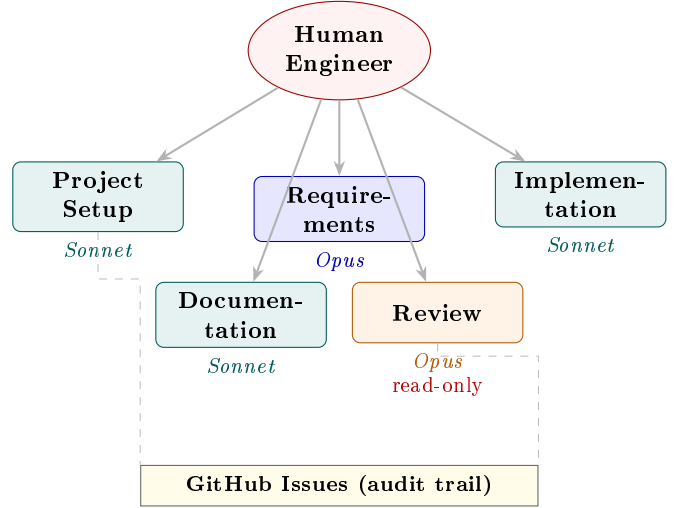 Human
Engineer
Project
Setup
Sonnet
Require-
ments
Opus
Implemen-
tation
Sonnet
Documen-
tation
Sonnet
Review
Opus
read-only
GitHub Issues (audit trail)